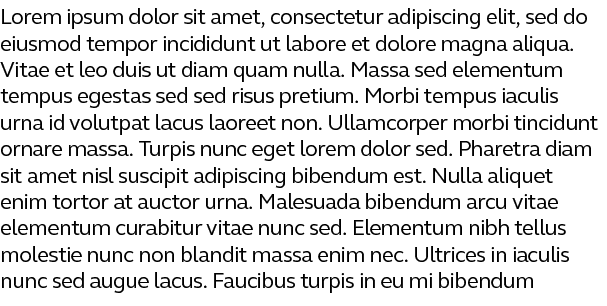 Lorem ipsum dolor sit amet, consectetur adipiscing elit, sed do
eiusmod tempor incididunt ut labore et dolore magna aliqua.
Vitae et leo duis ut diam quam nulla. Massa sed elementum
tempus egestas sed sed risus pretium. Morbi tempus iaculis
urna id volutpat lacus laoreet non. Ullamcorper morbi tincidunt
ornare massa. Turpis nunc eget lorem dolor sed. Pharetra diam
sit amet nisl suscipit adipiscing bibendum est. Nulla aliquet
enim tortor at auctor urna. Malesuada bibendum arcu vitae
elementum curabitur vitae nunc sed. Elementum nibh tellus
molestie nunc non blandit massa enim nec. Ultrices in iaculis
nunc sed augue lacus. Faucibus turpis in eu mi bibendum